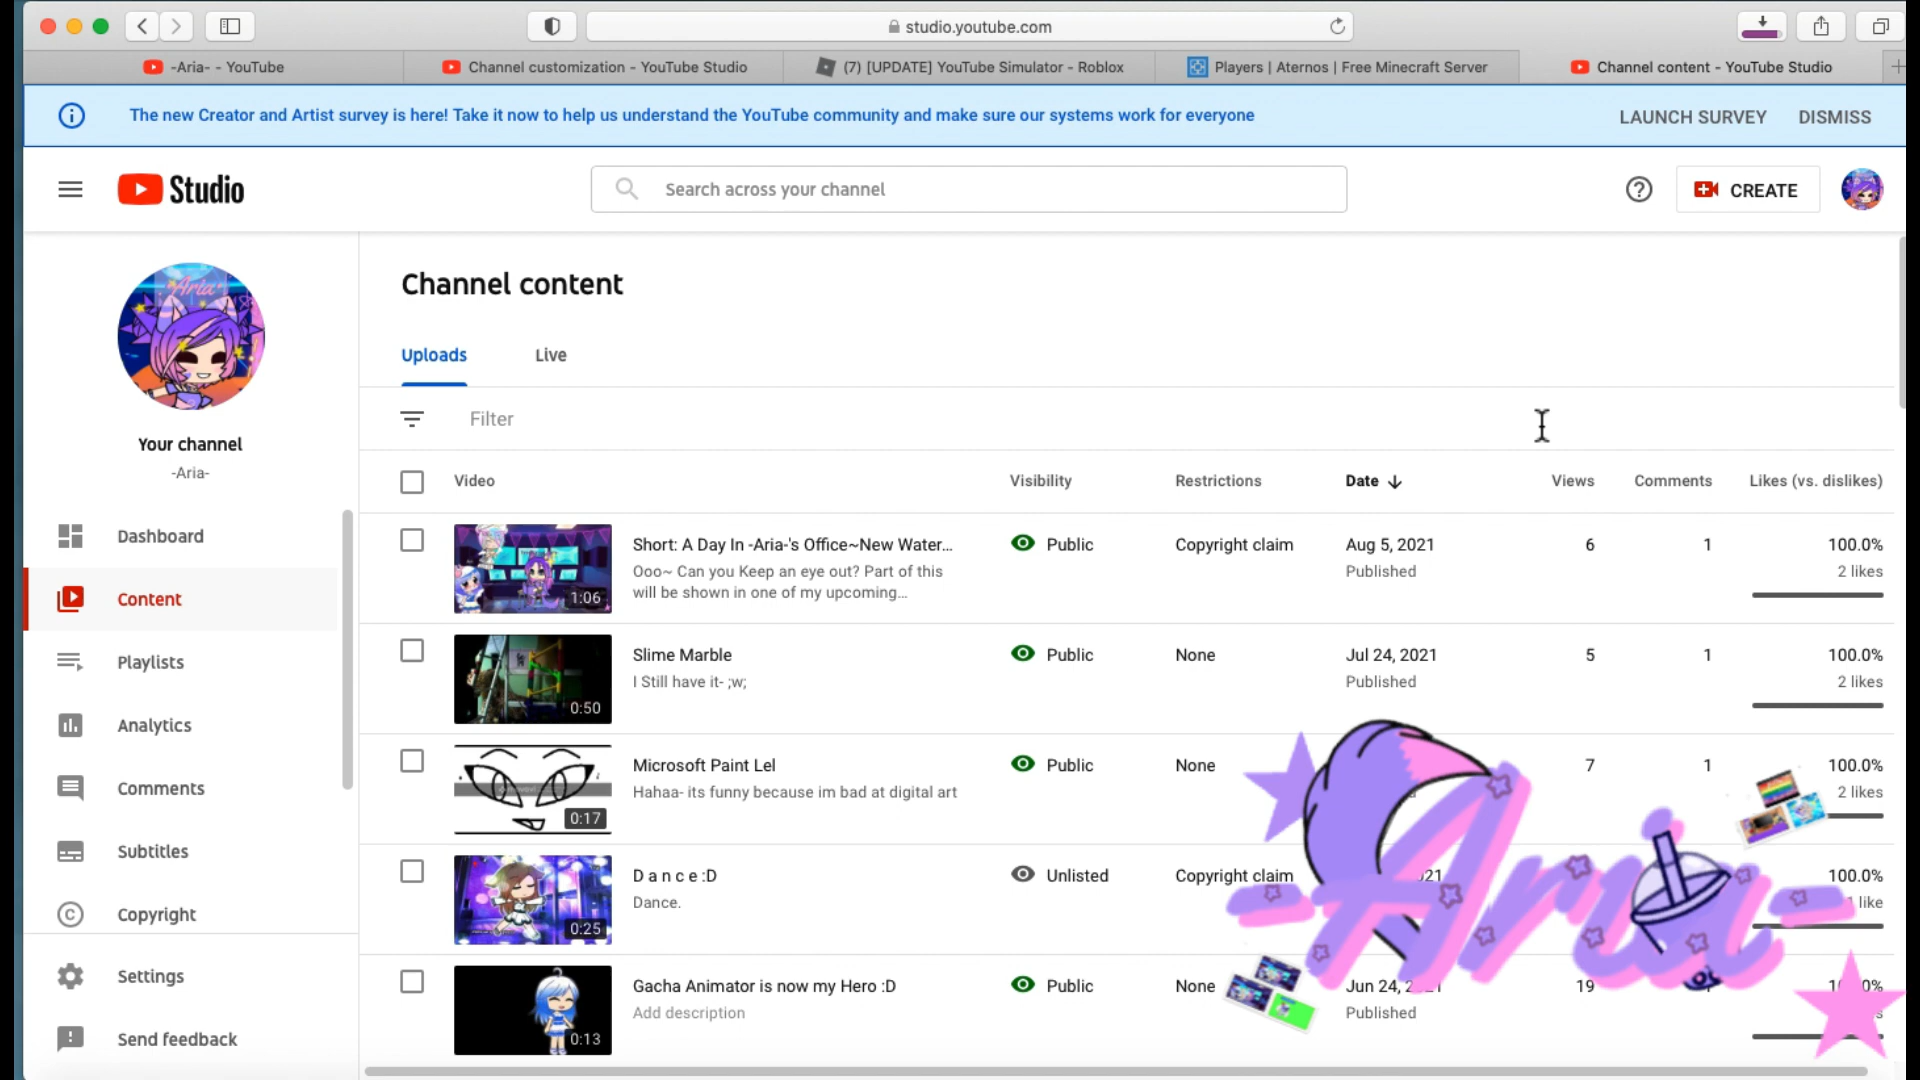 studio.youtube.com
-Aria- - YouTube
Channel customization - YouTube Studio
(7) [UPDATE] YouTube Simulator - Roblox
Players | Aternos | Free Minecraft Server
Channel content - YouTube Studio
The new Creator and Artist survey is here! Take it now to help us understand the YouTube community and make sure our systems work for everyone
LAUNCH SURVEY
DISMISS
Studio
Search across your channel
CREATE
Aria
Your channel
-Aria-
Dashboard
Content
Playlists
Analytics
Comments
Subtitles
Copyright
Settings
Send feedback
Channel content
Uploads
Live
Filter
Video
Visibility
Restrictions
Date
Views
Comments
Likes (vs. dislikes)
1:06
Short: A Day In -Aria-'s Office~New Water...
Ooo~ Can you Keep an eye out? Part of this
will be shown in one of my upcoming...
Public
Copyright claim
Aug 5, 2021
Published
6
1
100.0%
2 likes
0:50
Slime Marble
I Still have it- ;w;
Public
None
Jul 24, 2021
Published
5
1
100.0%
2 likes
0:17
Microsoft Paint Lel
Hahaa- its funny because im bad at digital art
Public
None
7
1
100.0%
2 likes
0:25
D a n c e :D
Dance.
Unlisted
Copyright claim
21
100.0%
like
0:13
Gacha Animator is now my Hero :D
Add description
Public
None
Jun 24,
Published
19
-Aria-